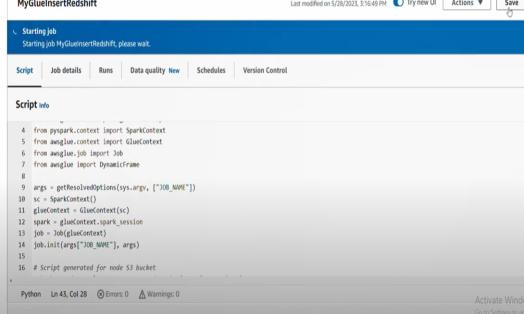 MyGlueInsertRedshift
Last modified on 5/28/2023, 3:16:49 PM
Try new UI
Actions
Save
Starting job
Starting job MyGlueInsertRedshift, please wait.
Script Job details Runs Data quality New Schedules Version Control
Script Info
4 from pyspark.context import SparkContext
5 from awsglue.context import GlueContext
6 from awsglue.job import Job
7 from awsglue import DynamicFrame
8
9 args = getResolvedOptions(sys.argv, ["JOB_NAME"])
10 sc = SparkContext()
11 glueContext = GlueContext(sc)
12 spark = glueContext.spark_session
13 job = Job(glueContext)
14 job.init(args["JOB_NAME"], args)
15
16 # Script generated for node S3 bucket
Python Ln 43, Col 28 Errors: 0 Warnings: 0
Activate Wind